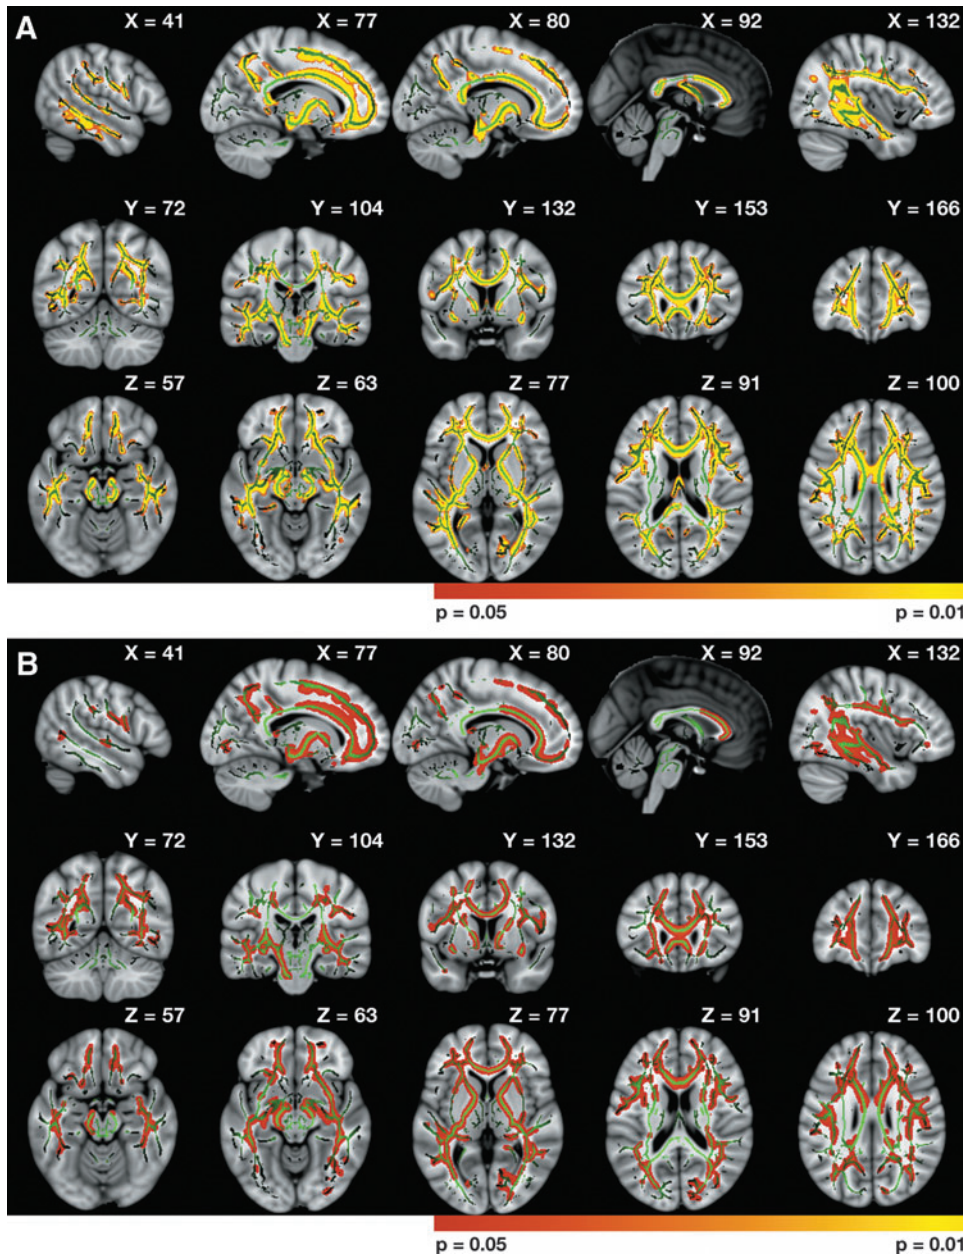 A
X = 41 X = 77 X = 80 X = 92 X = 132
Y = 72 Y = 104 Y = 132 Y = 153 Y = 166
Z = 57 Z = 63 Z = 77 Z = 91 Z = 100
p = 0.05 p = 0.01
B
X = 41 X = 77 X = 80 X = 92 X = 132
Y = 72 Y = 104 Y = 132 Y = 153 Y = 166
Z = 57 Z = 63 Z = 77 Z = 91 Z = 100
p = 0.05 p = 0.01